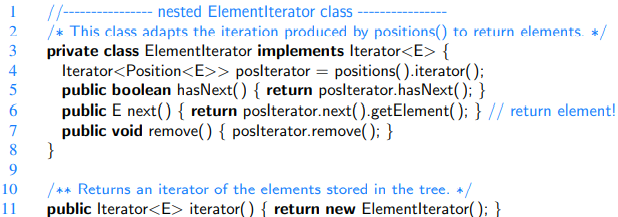 1 //---------------- nested ElementIterator class ----------------
2 /* This class adapts the iteration produced by positions() to return elements. */
3 private class ElementIterator implements Iterator<E> {
4 Iterator<Position<E>> posIterator = positions().iterator();
5 public boolean hasNext() { return posIterator.hasNext(); }
6 public E next() { return posIterator.next().getElement(); } // return element!
7 public void remove() { posIterator.remove(); }
8 }
9
10 /** Returns an iterator of the elements stored in the tree. */
11 public Iterator<E> iterator() { return new ElementIterator(); }